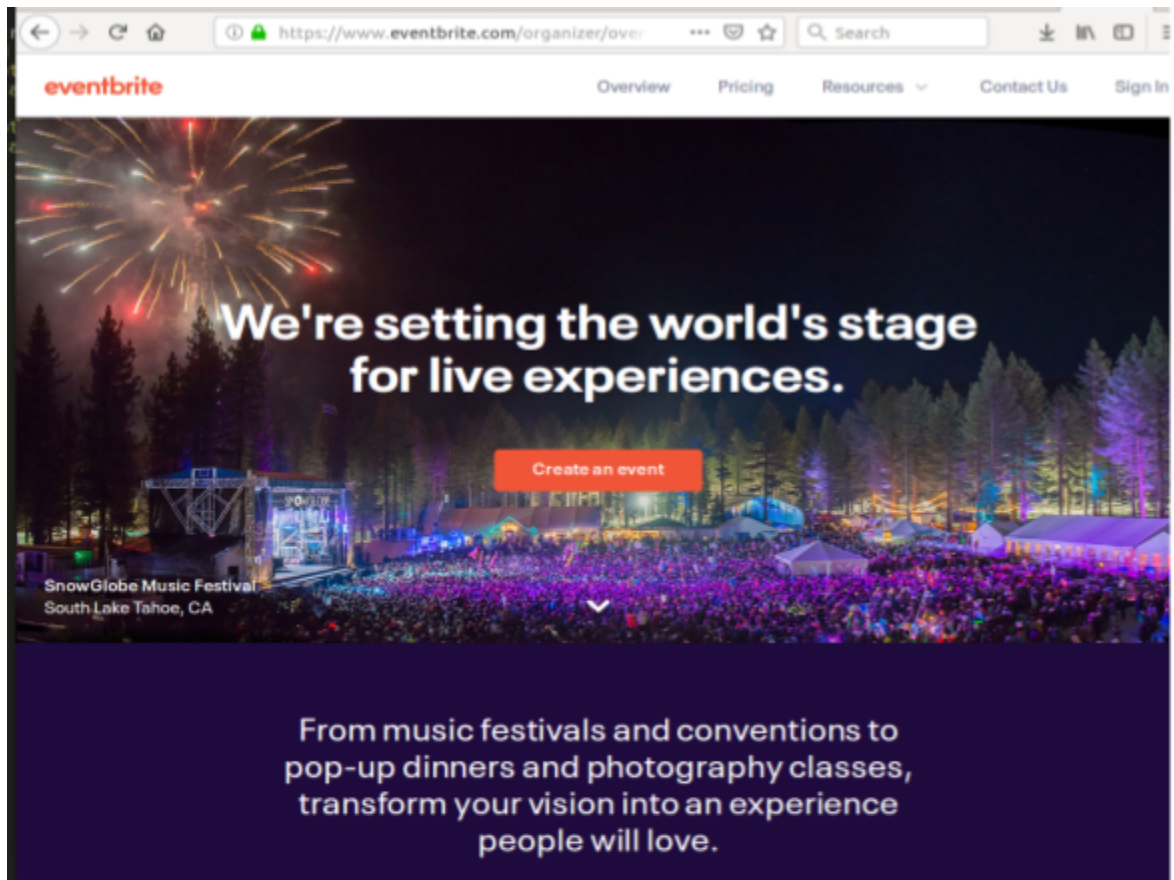 https://www.eventbrite.com/organizer/over
Search
eventbrite
Overview Pricing Resources Contact Us Sign In
We're setting the world's stage
for live experiences.
Create an event
SnowGlobe Music Festival
South Lake Tahoe, CA
From music festivals and conventions to
pop-up dinners and photography classes,
transform your vision into an experience
people will love.